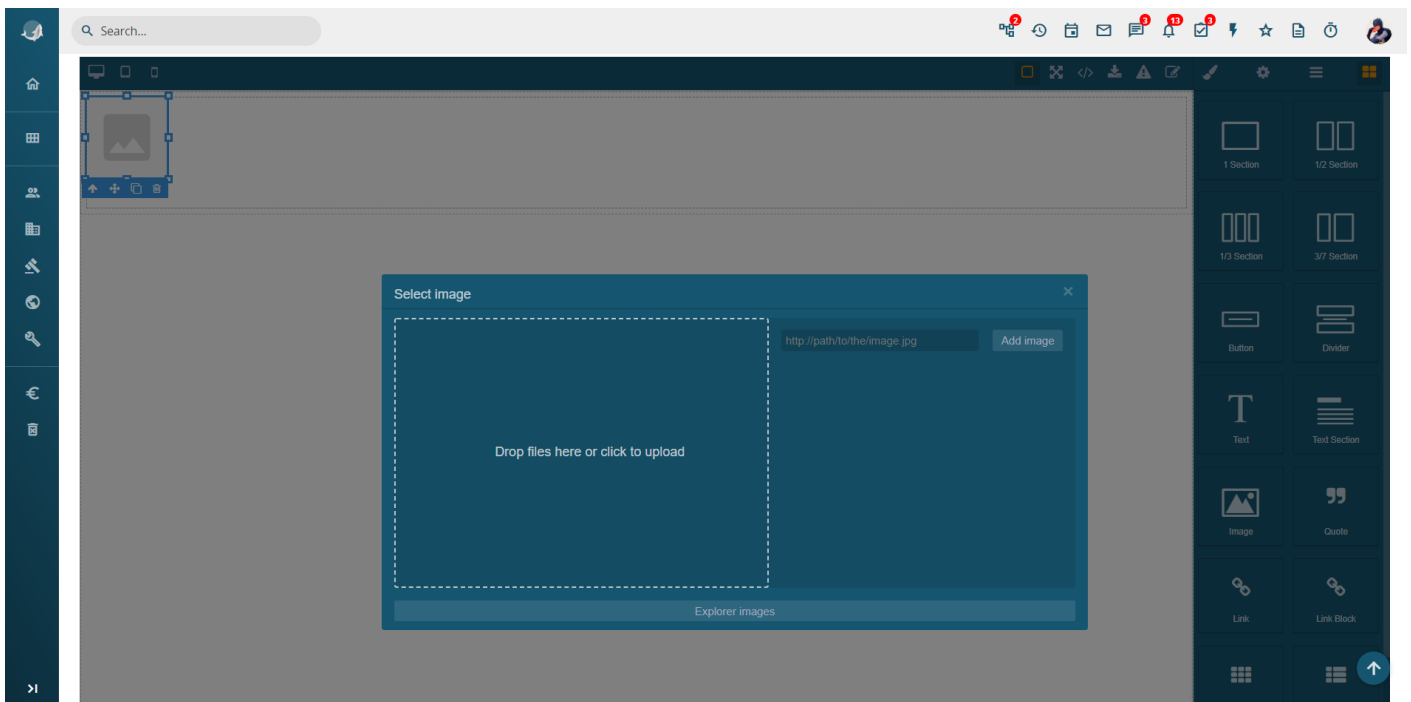 Search...
2
3
13
3
Select image
×
http://path/to/the/image.jpg
Add image
Drop files here or click to upload
Explorer images
1 Section
1/2 Section
1/3 Section
3/7 Section
Button
Divider
Text
Text Section
Image
Quote
Link
Link Block